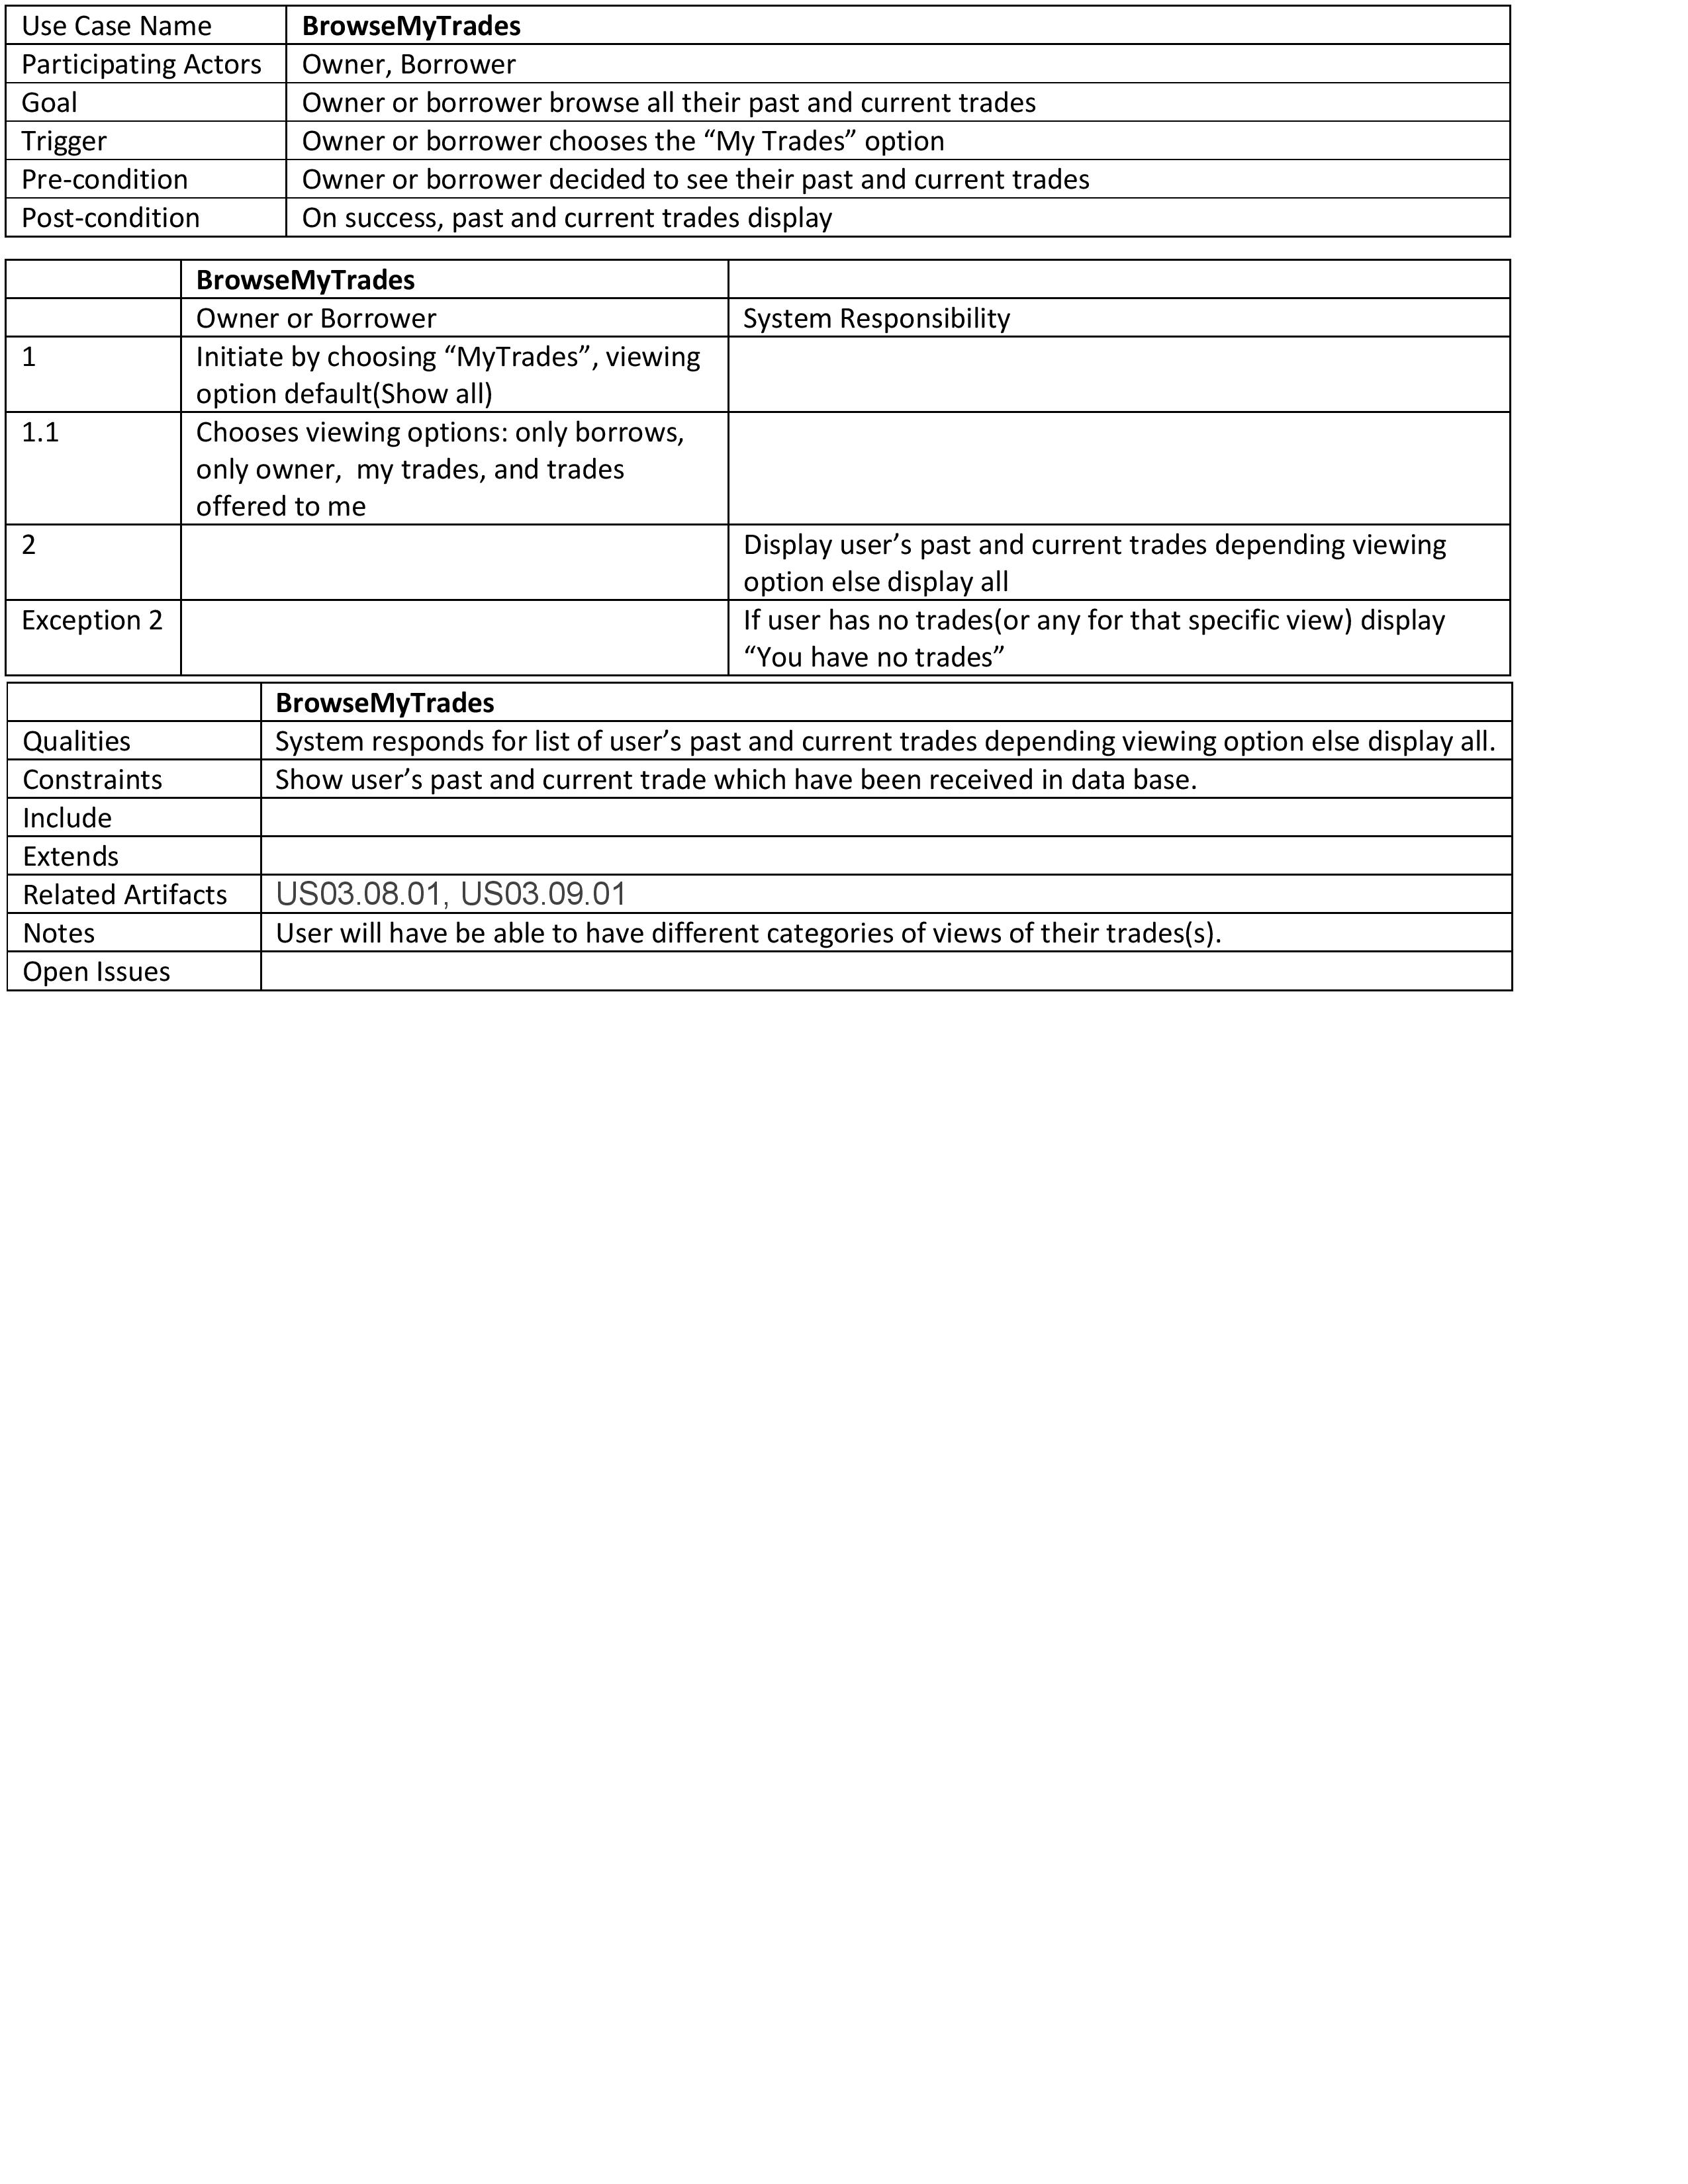 Use Case Name BrowseMyTrades
Participating Actors Owner, Borrower
Goal Owner or borrower browse all their past and current trades
Trigger Owner or borrower chooses the “My Trades” option
Pre-condition Owner or borrower decided to see their past and current trades
Post-condition On success, past and current trades display
BrowseMyTrades
Owner or Borrower System Responsibility
1 Initiate by choosing “MyTrades”, viewing
option default(Show all)
1.1 Chooses viewing options: only borrows,
only owner,  my trades, and trades
offered to me
2 Display user’s past and current trades depending viewing
option else display all
Exception 2 If user has no trades(or any for that specific view) display
“You have no trades”
BrowseMyTrades
Qualities System responds for list of user’s past and current trades depending viewing option else display all.
Constraints Show user’s past and current trade which have been received in data base.
Include
Extends
Related Artifacts US03.08.01, US03.09.01
Notes User will have be able to have different categories of views of their trades(s).
Open Issues